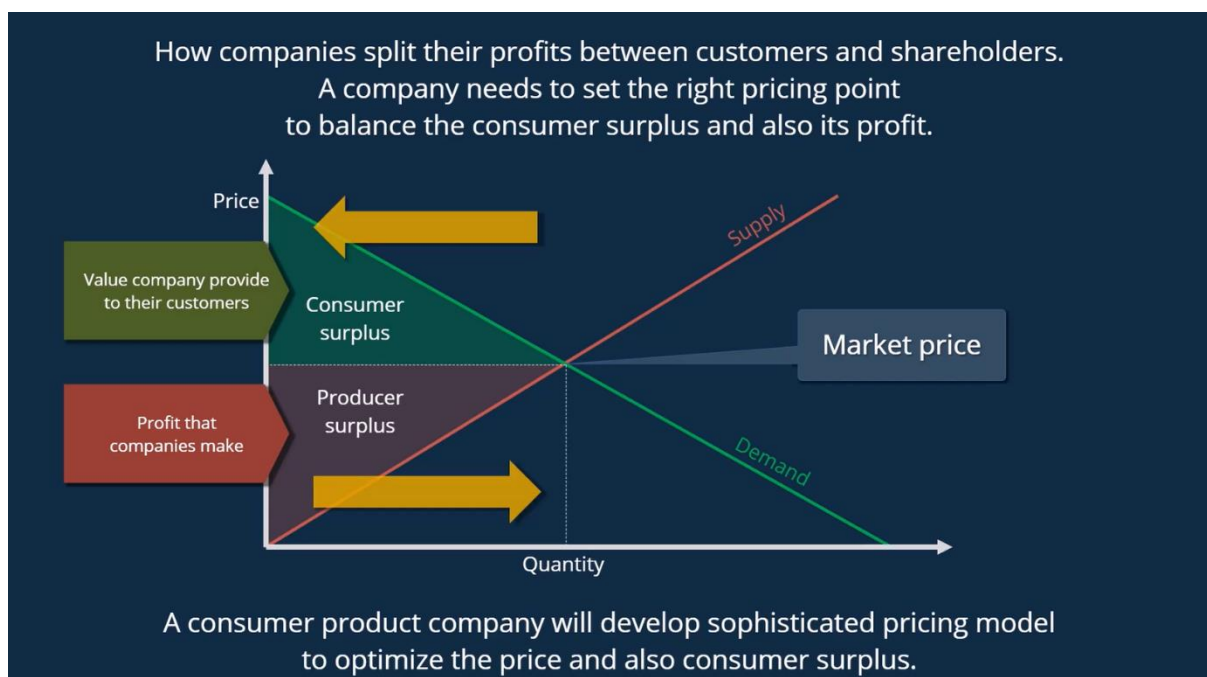 How companies split their profits between customers and shareholders.
A company needs to set the right pricing point
to balance the consumer surplus and also its profit.
Price
Supply
Value company provide
to their customers
Consumer
surplus
Market price
Producer
surplus
Profit that
companies make
Demand
Quantity
A consumer product company will develop sophisticated pricing model
to optimize the price and also consumer surplus.